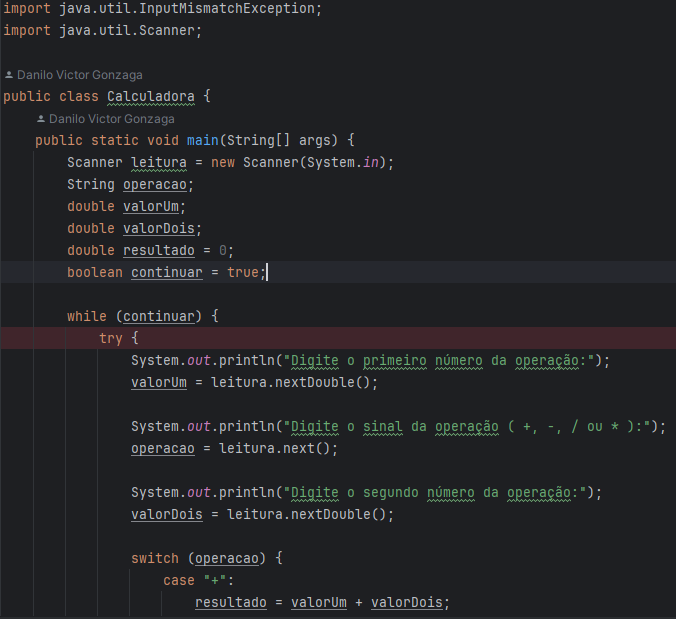 import java.util.InputMismatchException;
import java.util.Scanner;
Danilo Victor Gonzaga
public class Calculadora {
Danilo Victor Gonzaga
public static void main(String[] args) {
Scanner leitura = new Scanner(System.in);
String operacao;
double valorUm;
double valorDois;
double resultado = 0;
boolean continuar = true;
while (continuar) {
try {
System.out.println("Digite o primeiro número da operação:");
valorUm = leitura.nextDouble();
System.out.println("Digite o sinal da operação ( +, -, / ou * ):");
operacao = leitura.next();
System.out.println("Digite o segundo número da operação:");
valorDois = leitura.nextDouble();
switch (operacao) {
case "+":
resultado = valorUm + valorDois;